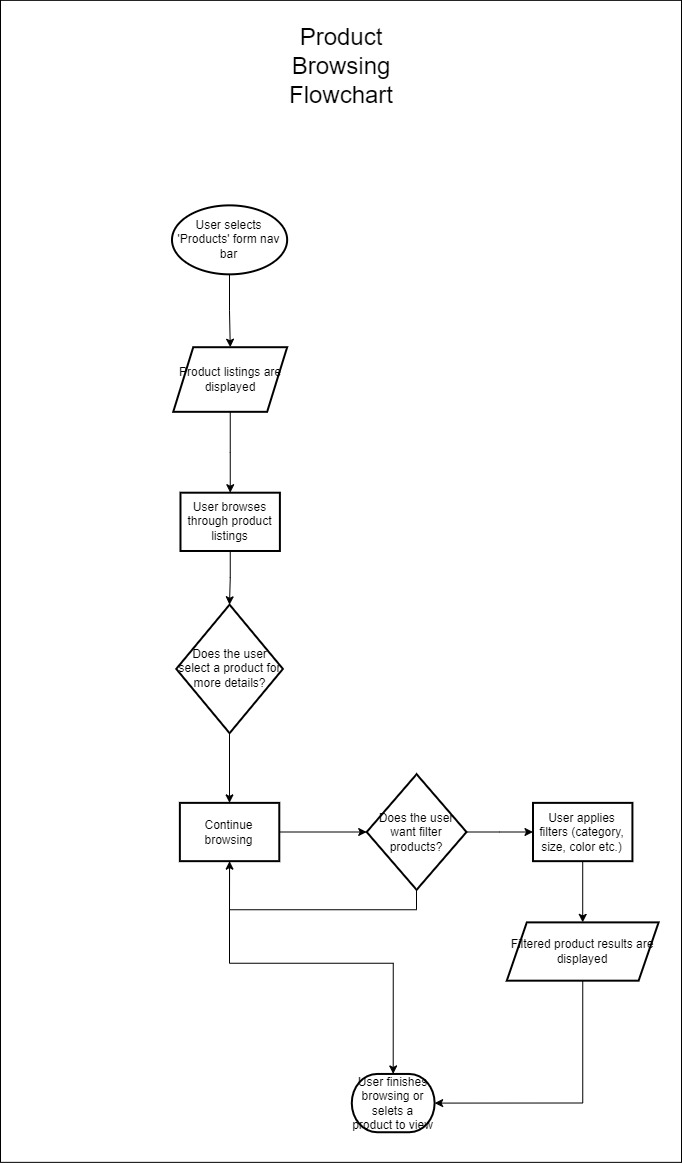 Product
Browsing
Flowchart
User selects
'Products' form nav
bar
Product listings are
displayed
User browses
through product
listings
Does the user
select a product for
more details?
Continue
browsing
Does the user
want filter
products?
User applies
filters (category,
size, color etc.)
Filtered product results are
displayed
User finishes
browsing or
selets a
product to view